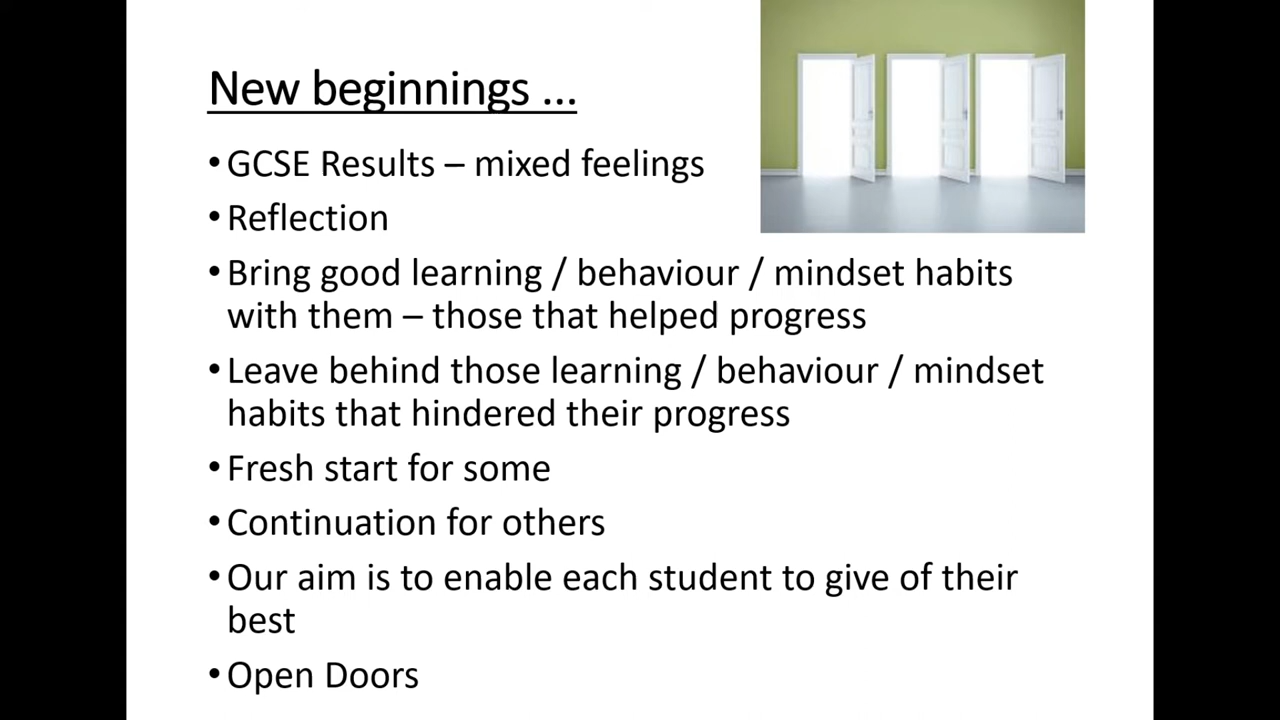 New beginnings ...
• GCSE Results – mixed feelings
• Reflection
• Bring good learning / behaviour / mindset habits
with them – those that helped progress
• Leave behind those learning / behaviour / mindset
habits that hindered their progress
• Fresh start for some
• Continuation for others
• Our aim is to enable each student to give of their
best
• Open Doors